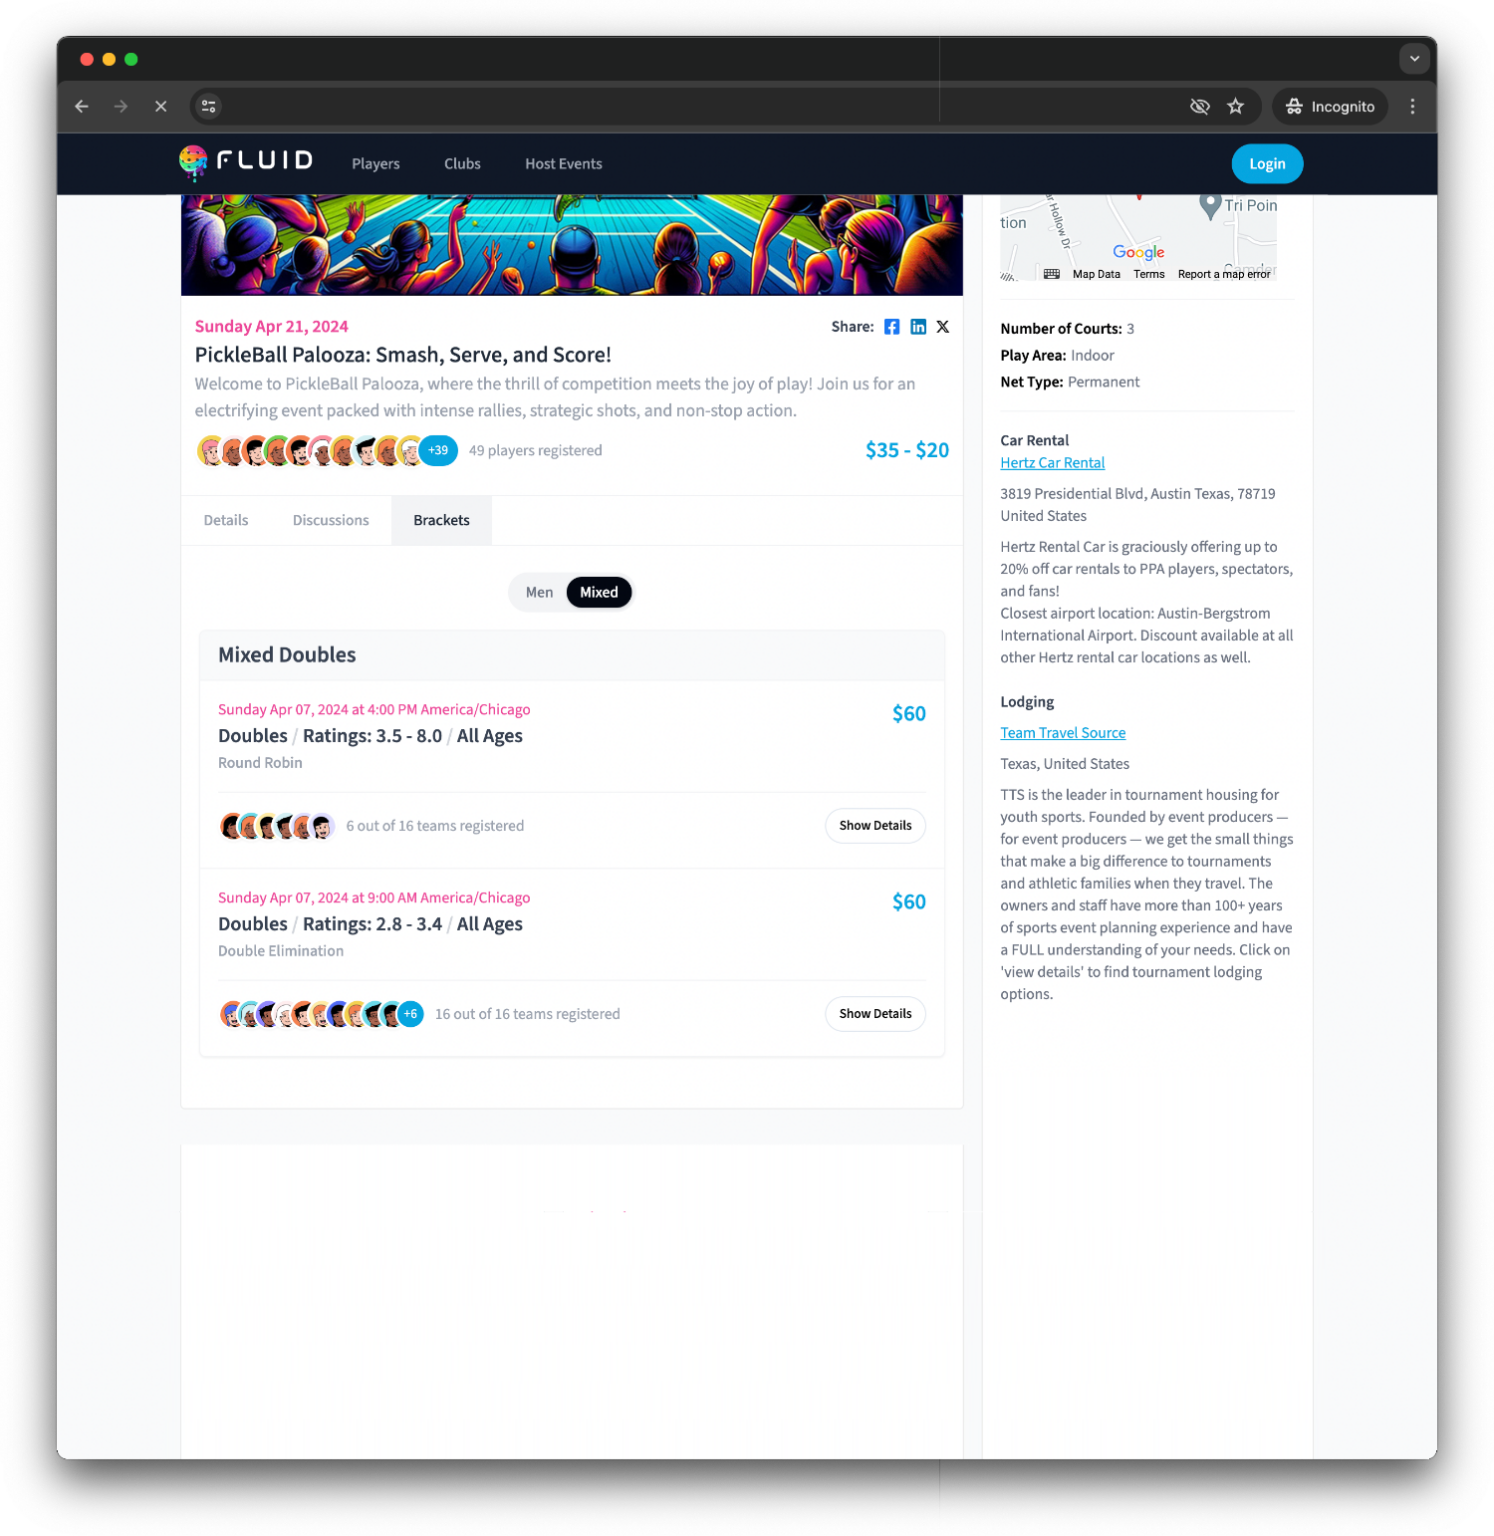 Incognito
FLUID
Players
Clubs
Host Events
Login
Tri Poin
tion
r Hollow Dr
Google
Camden
Map Data
Terms
Report a map error
Sunday Apr 21, 2024
Share:
PickleBall Palooza: Smash, Serve, and Score!
Welcome to PickleBall Palooza, where the thrill of competition meets the joy of play! Join us for an
electrifying event packed with intense rallies, strategic shots, and non-stop action.
+39
49 players registered
$35 - $20
Details
Discussions
Brackets
Men
Mixed
Mixed Doubles
Sunday Apr 07, 2024 at 4:00 PM America/Chicago
$60
Doubles / Ratings: 3.5 - 8.0 / All Ages
Round Robin
6 out of 16 teams registered
Show Details
Sunday Apr 07, 2024 at 9:00 AM America/Chicago
$60
Doubles / Ratings: 2.8 - 3.4 / All Ages
Double Elimination
+6
16 out of 16 teams registered
Show Details
Number of Courts: 3
Play Area: Indoor
Net Type: Permanent
Car Rental
Hertz Car Rental
3819 Presidential Blvd, Austin Texas, 78719
United States
Hertz Rental Car is graciously offering up to
20% off car rentals to PPA players, spectators,
and fans!
Closest airport location: Austin-Bergstrom
International Airport. Discount available at all
other Hertz rental car locations as well.
Lodging
Team Travel Source
Texas, United States
TTS is the leader in tournament housing for
youth sports. Founded by event producers —
for event producers — we get the small things
that make a big difference to tournaments
and athletic families when they travel. The
owners and staff have more than 100+ years
of sports event planning experience and have
a FULL understanding of your needs. Click on
'view details' to find tournament lodging
options.